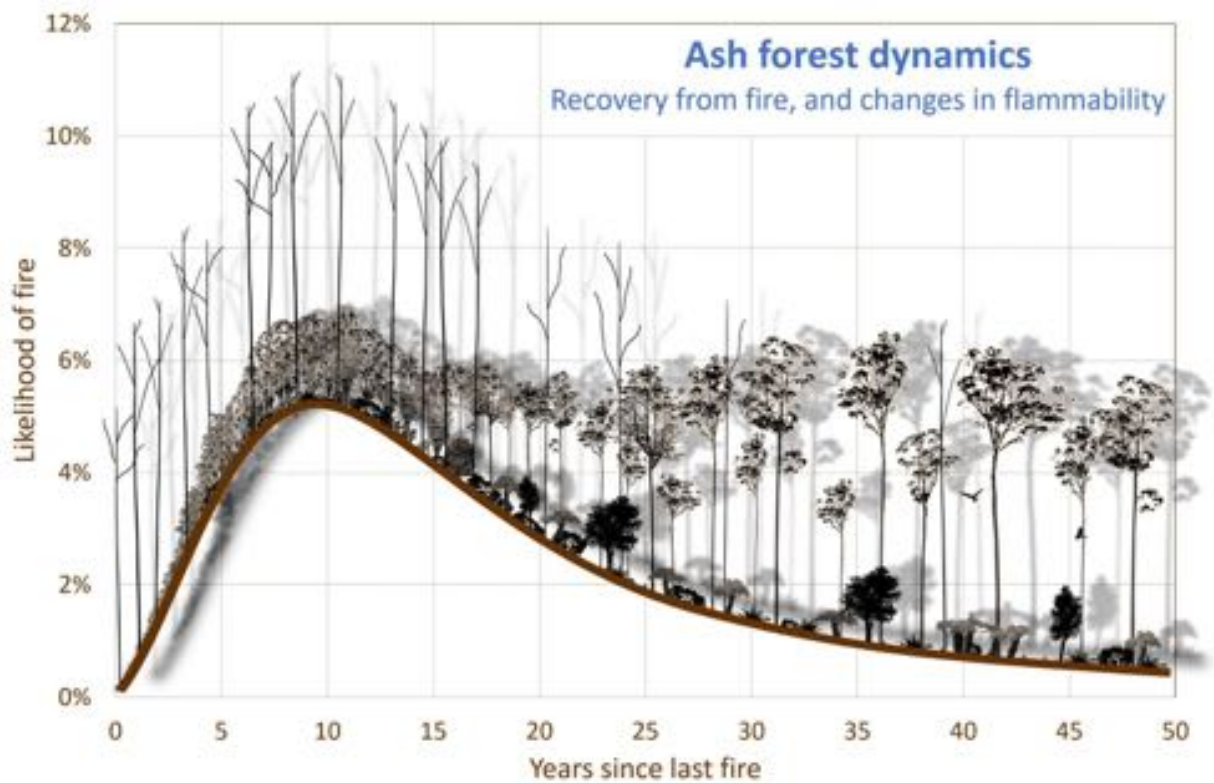 Ash forest dynamics
Recovery from fire, and changes in flammability
12%
10%
8%
6%
4%
2%
0%
Likelihood of fire
0 5 10 15 20 25 30 35 40 45 50
Years since last fire